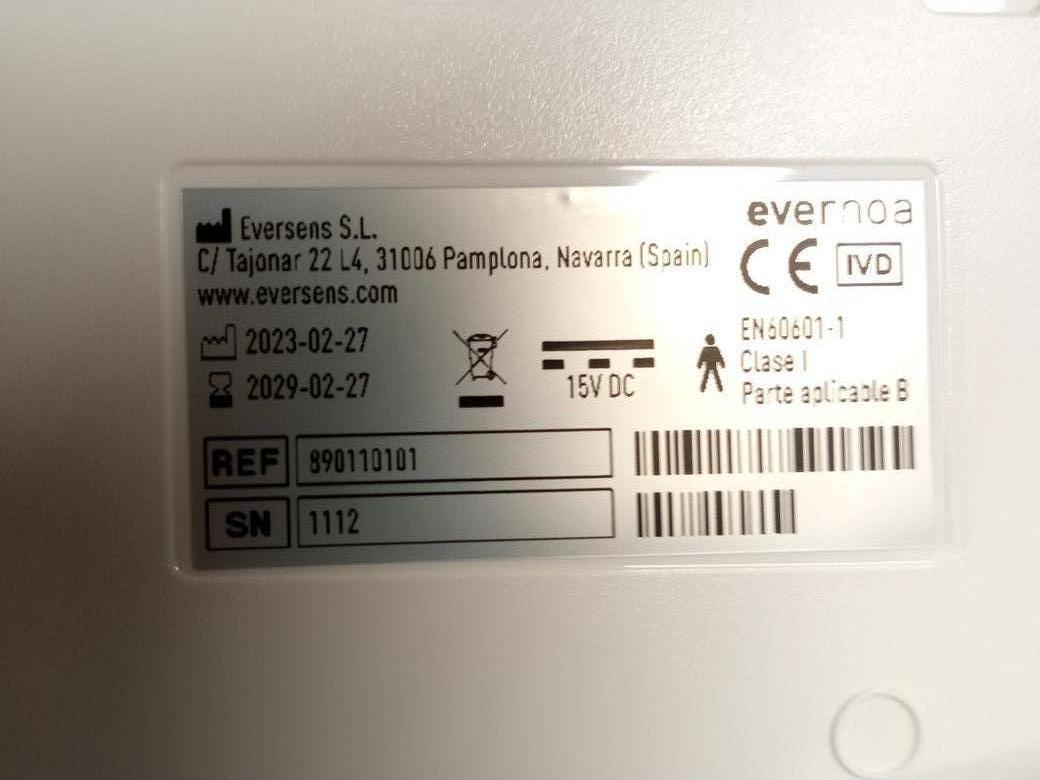 Eversens S.L.
C/ Tajonar 22 L4, 31006 Pamplona, Navarra (Spain)
www.eversens.com
evernoa
CE IVD
2023-02-27
2029-02-27
15V DC
EN60601-1
Clase I
Parte aplicable B
REF 890110101
SN 1112